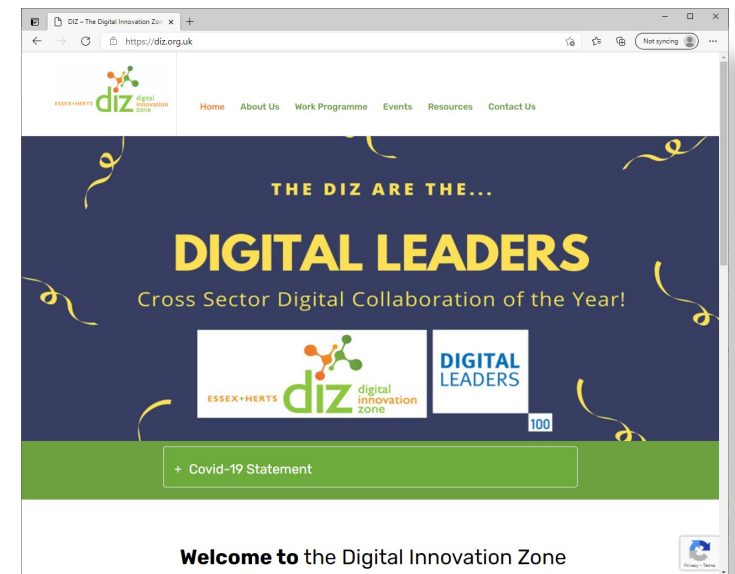 DIZ – The Digital Innovation Zon
https://diz.org.uk
Not syncing
ESSEX+HERTS diz digital innovation zone
Home About Us Work Programme Events Resources Contact Us
THE DIZ ARE THE...
DIGITAL LEADERS
Cross Sector Digital Collaboration of the Year!
ESSEX+HERTS diz digital innovation zone
DIGITAL
LEADERS
100
+ Covid-19 Statement
Welcome to the Digital Innovation Zone
Privacy - Terms